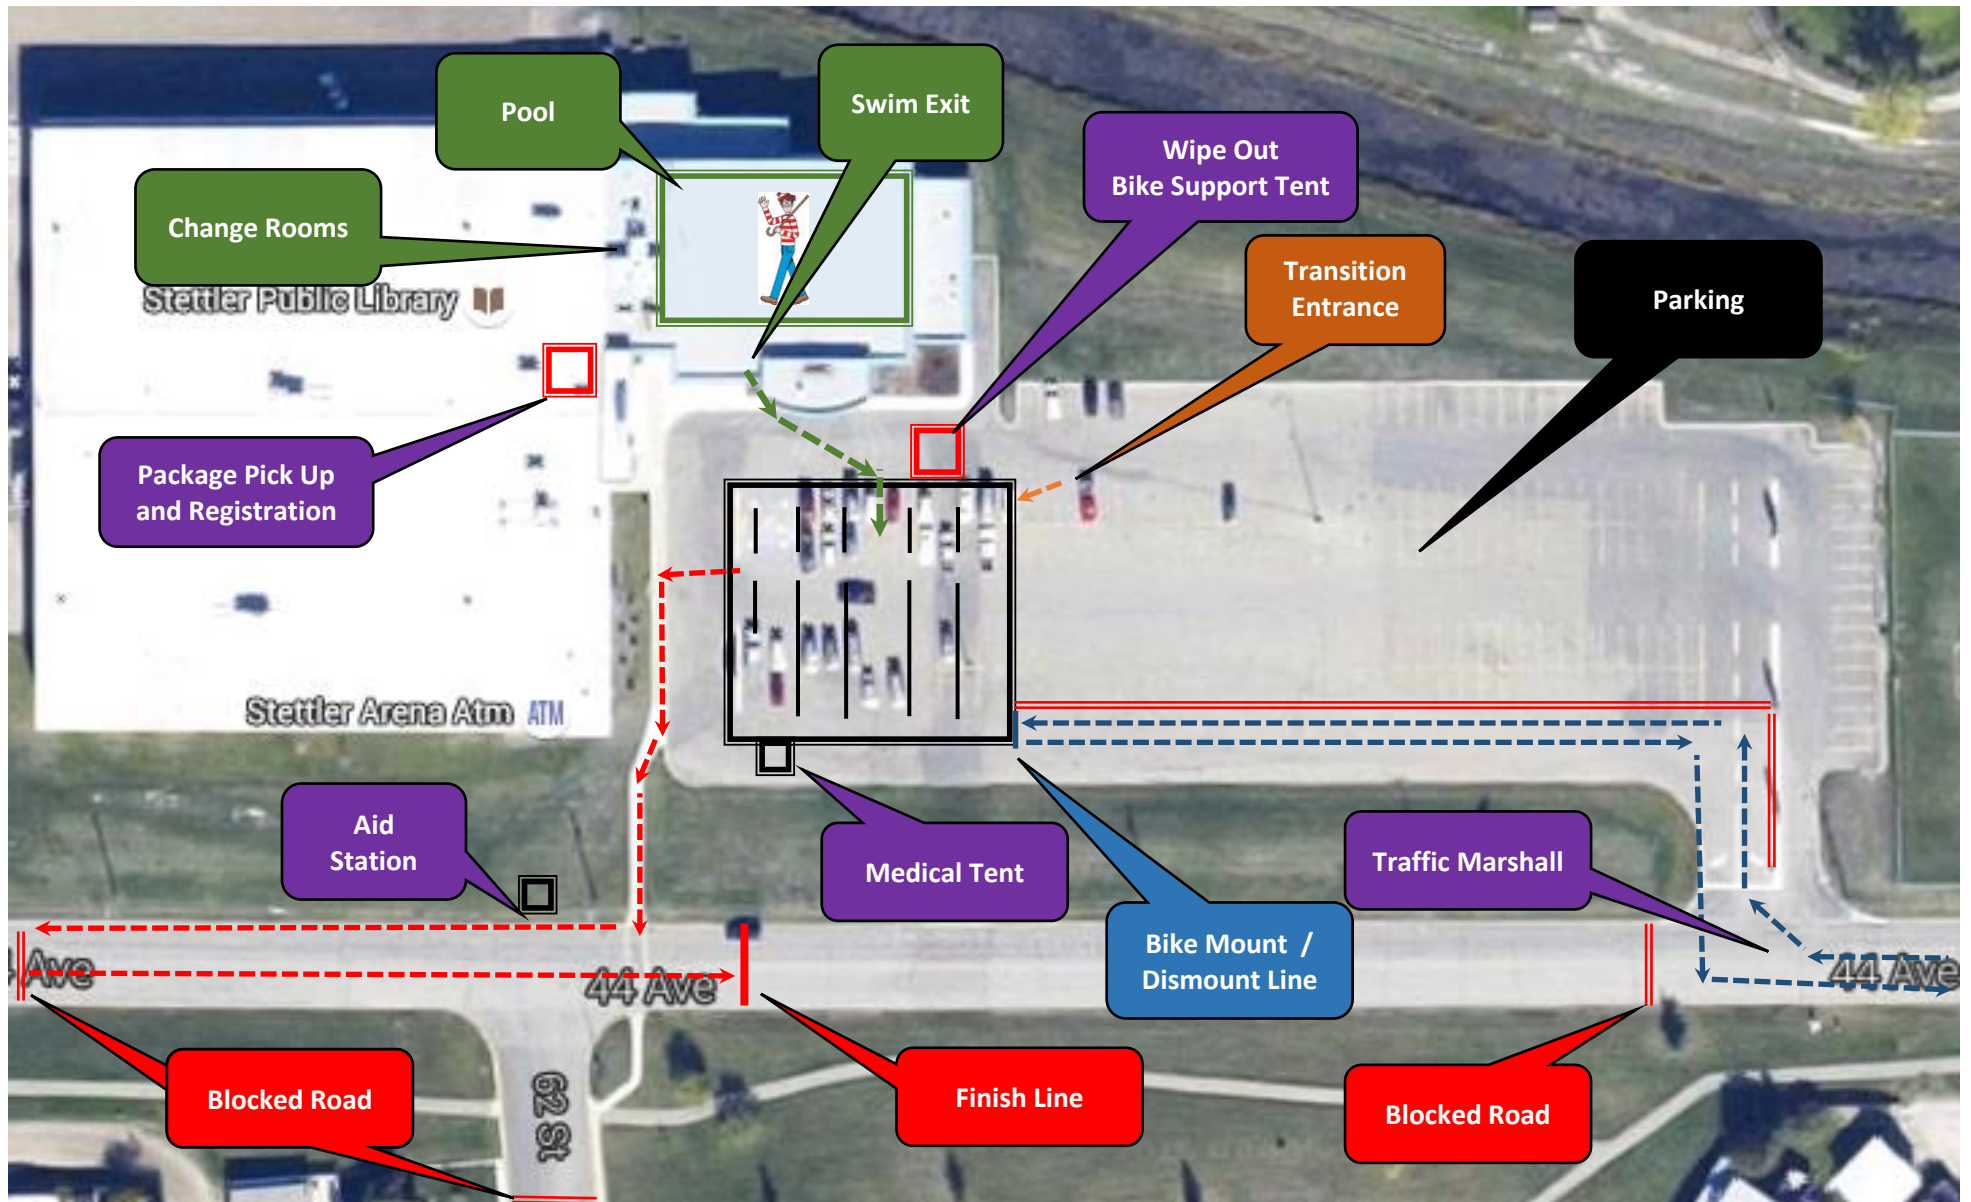 Pool
Swim Exit
Wipe Out
Bike Support Tent
Change Rooms
Transition
Entrance
Parking
Stettler Public Library
Package Pick Up
and Registration
Stettler Arena Atm ATM
Aid
Station
Medical Tent
Traffic Marshall
Bike Mount /
Dismount Line
Ave
44 Ave
44 Ave
Blocked Road
62 St
Finish Line
Blocked Road